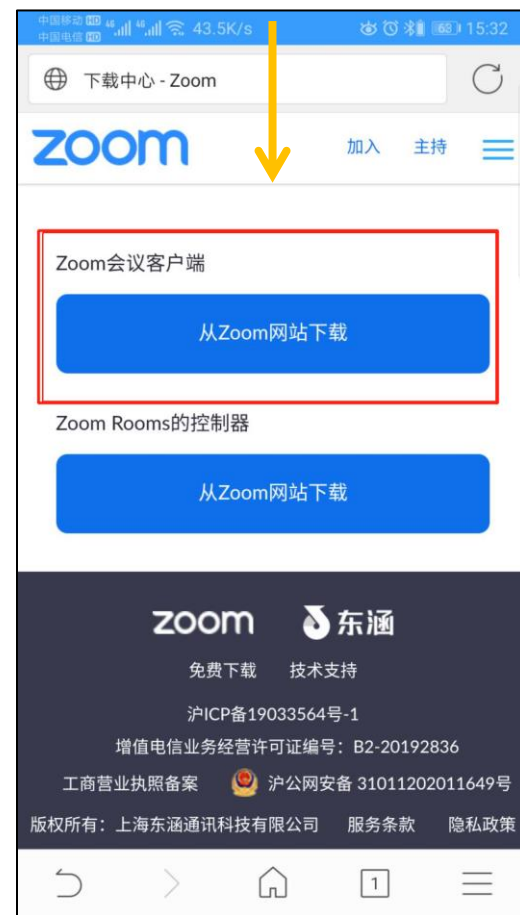 中国移动 HD 46 46 43.5K/s 68 15:32
中国电信 HD
下载中心 - Zoom
zoom 加入 主持
Zoom会议客户端
从Zoom网站下载
Zoom Rooms的控制器
从Zoom网站下载
zoom 东涵
免费下载 技术支持
沪ICP备19033564号-1
增值电信业务经营许可证编号：B2-20192836
工商营业执照备案 沪公网安备 31011202011649号
版权所有：上海东涵通讯科技有限公司 服务条款 隐私政策
1